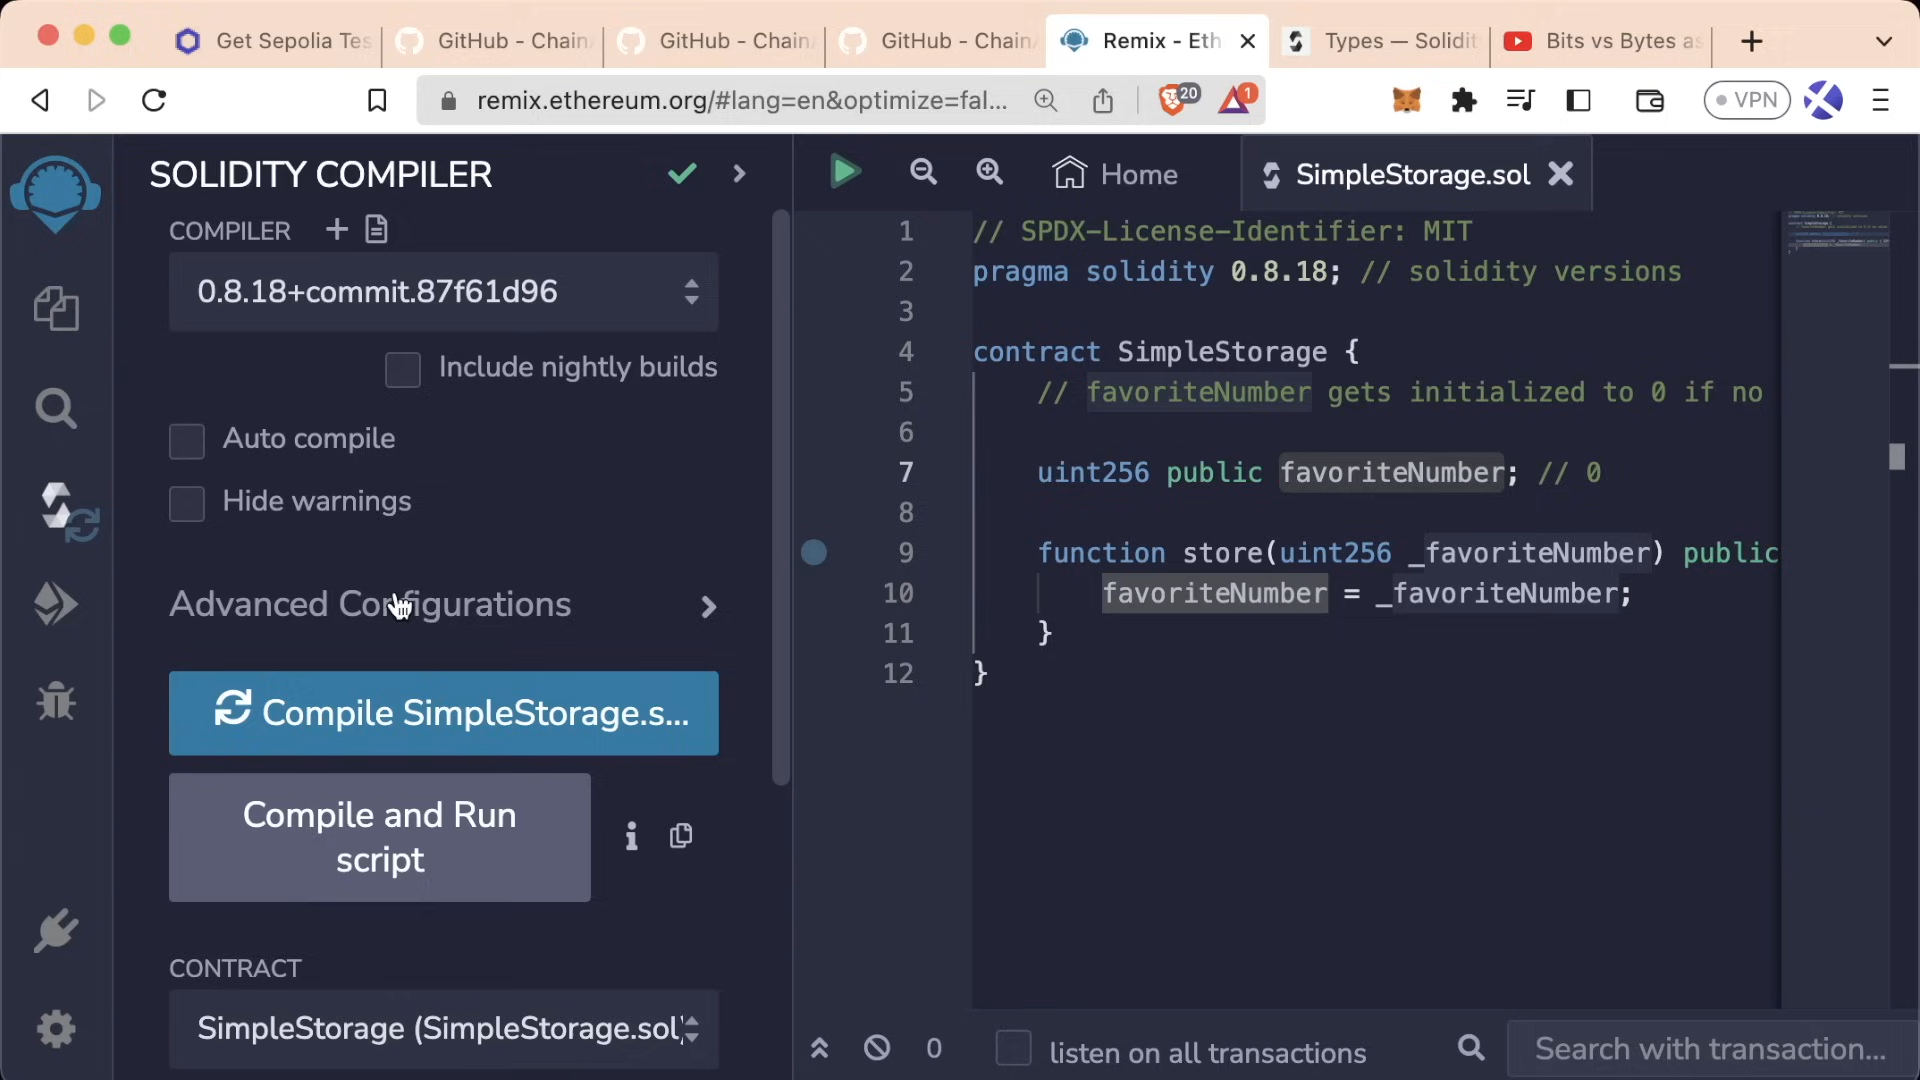 Get Sepolia Tes
GitHub - Chain
GitHub - Chain
GitHub - Chain
Remix - Eth
Types — Solidit
Bits vs Bytes as
remix.ethereum.org/#lang=en&optimize=fal...
20
1
VPN
SOLIDITY COMPILER
COMPILER
0.8.18+commit.87f61d96
Include nightly builds
Auto compile
Hide warnings
Advanced Configurations
Compile SimpleStorage.s...
Compile and Run
script
CONTRACT
SimpleStorage (SimpleStorage.sol)
Home
SimpleStorage.sol
1 // SPDX-License-Identifier: MIT
2 pragma solidity 0.8.18; // solidity versions
3
4 contract SimpleStorage {
5 // favoriteNumber gets initialized to 0 if no
6
7 uint256 public favoriteNumber; // 0
8
9 function store(uint256 _favoriteNumber) public
10 favoriteNumber = _favoriteNumber;
11 }
12 }
0
listen on all transactions
Search with transaction...